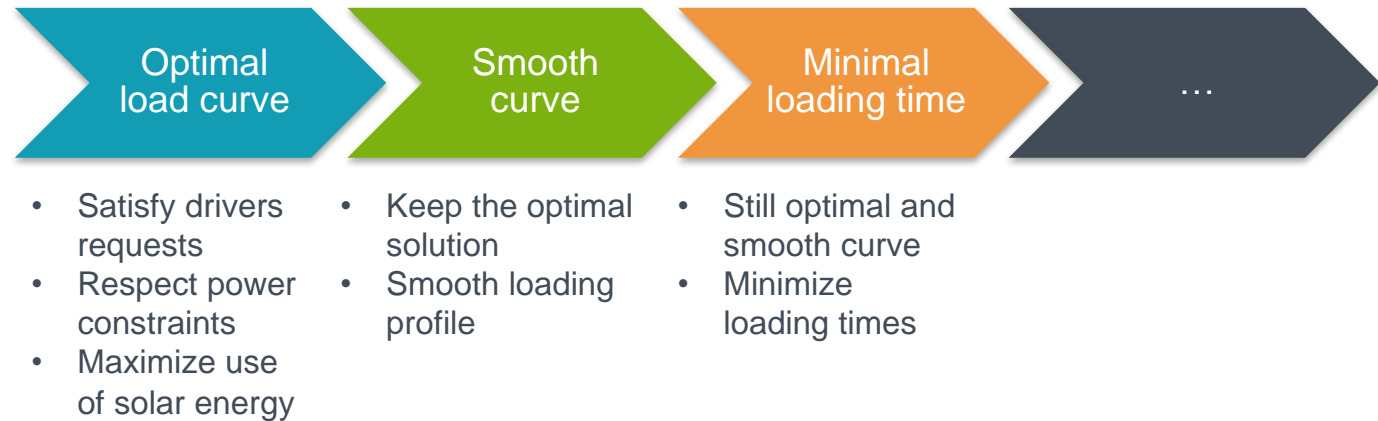 Optimal
load curve
Smooth
curve
Minimal
loading time
…
• Satisfy drivers
requests
• Respect power
constraints
• Maximize use
of solar energy
• Keep the optimal
solution
• Smooth loading
profile
• Still optimal and
smooth curve
• Minimize
loading times